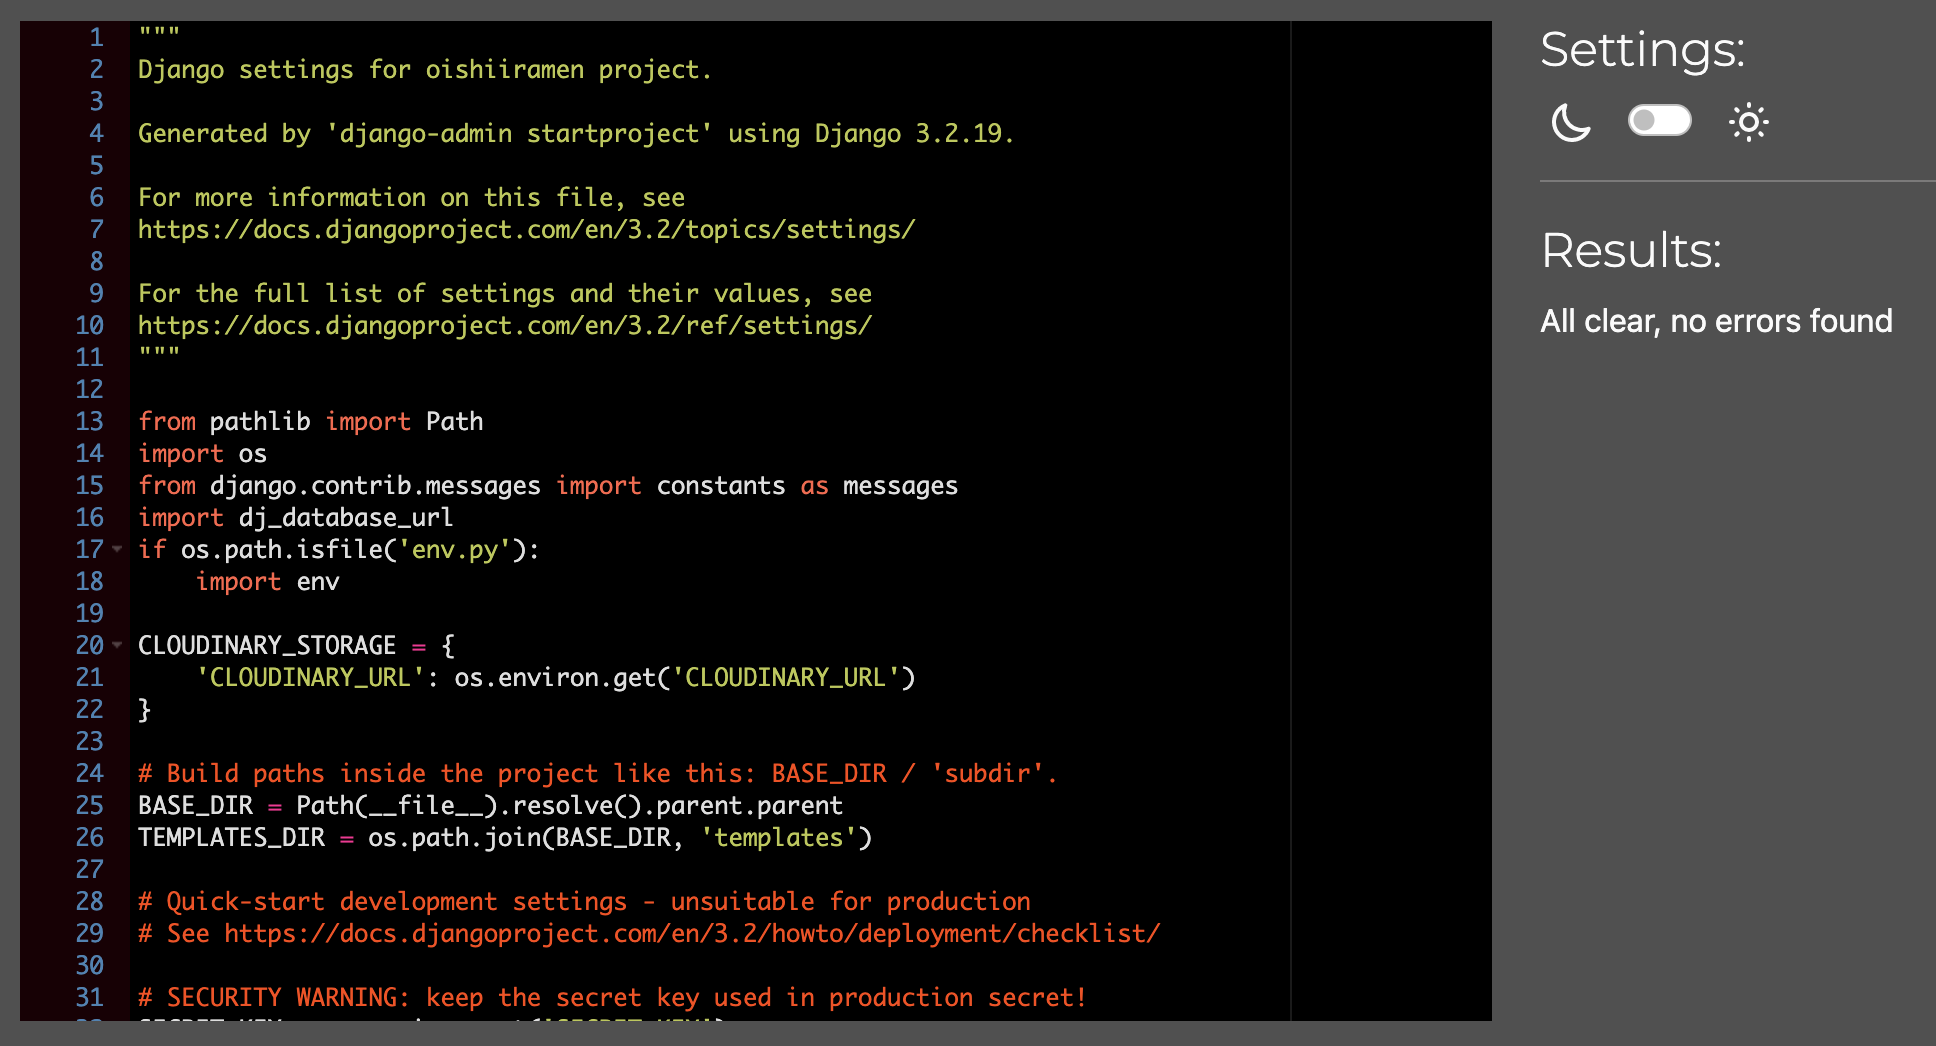 1 """
2 Django settings for oishiiramen project.
3
4 Generated by 'django-admin startproject' using Django 3.2.19.
5
6 For more information on this file, see
7 https://docs.djangoproject.com/en/3.2/topics/settings/
8
9 For the full list of settings and their values, see
10 https://docs.djangoproject.com/en/3.2/ref/settings/
11 """
12
13 from pathlib import Path
14 import os
15 from django.contrib.messages import constants as messages
16 import dj_database_url
17 if os.path.isfile('env.py'):
18     import env
19
20 CLOUDINARY_STORAGE = {
21     'CLOUDINARY_URL': os.environ.get('CLOUDINARY_URL')
22 }
23
24 # Build paths inside the project like this: BASE_DIR / 'subdir'.
25 BASE_DIR = Path(__file__).resolve().parent.parent
26 TEMPLATES_DIR = os.path.join(BASE_DIR, 'templates')
27
28 # Quick-start development settings - unsuitable for production
29 # See https://docs.djangoproject.com/en/3.2/howto/deployment/checklist/
30
31 # SECURITY WARNING: keep the secret key used in production secret!
Settings:
Results:
All clear, no errors found